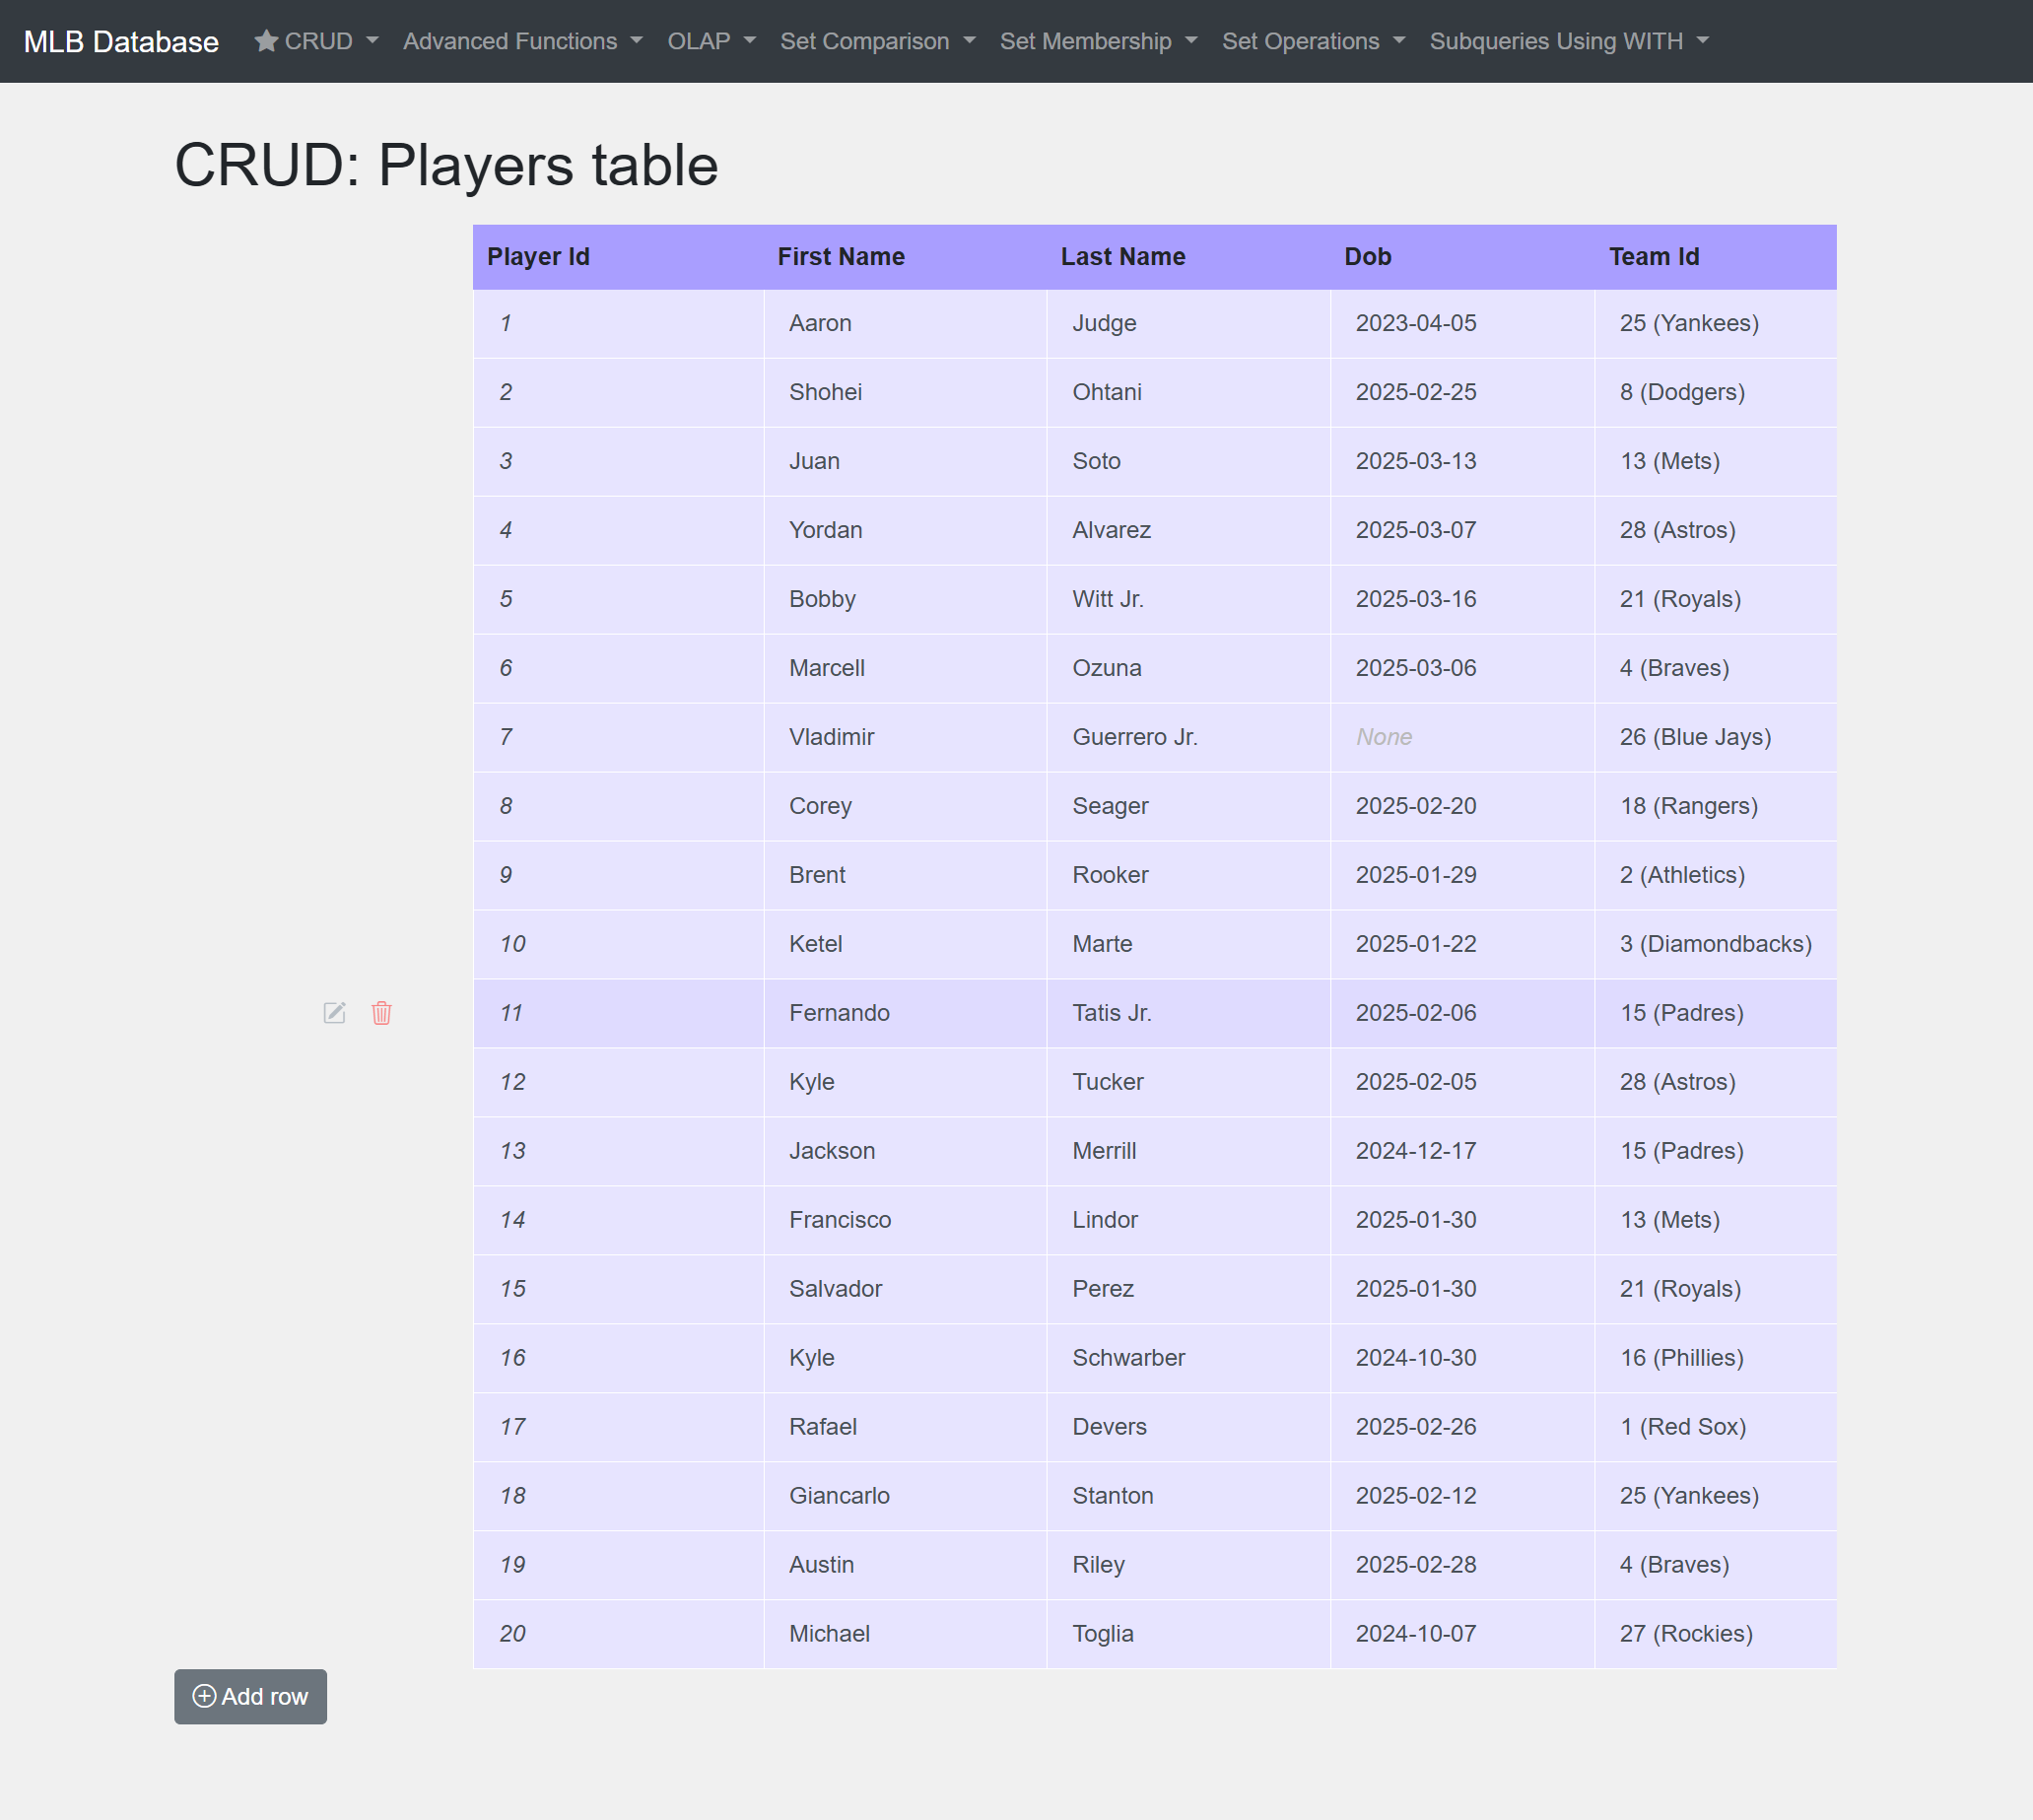 MLB Database CRUD Advanced Functions OLAP Set Comparison Set Membership Set Operations Subqueries Using WITH
CRUD: Players table
Player Id First Name Last Name Dob Team Id
1 Aaron Judge 2023-04-05 25 (Yankees)
2 Shohei Ohtani 2025-02-25 8 (Dodgers)
3 Juan Soto 2025-03-13 13 (Mets)
4 Yordan Alvarez 2025-03-07 28 (Astros)
5 Bobby Witt Jr. 2025-03-16 21 (Royals)
6 Marcell Ozuna 2025-03-06 4 (Braves)
7 Vladimir Guerrero Jr. None 26 (Blue Jays)
8 Corey Seager 2025-02-20 18 (Rangers)
9 Brent Rooker 2025-01-29 2 (Athletics)
10 Ketel Marte 2025-01-22 3 (Diamondbacks)
11 Fernando Tatis Jr. 2025-02-06 15 (Padres)
12 Kyle Tucker 2025-02-05 28 (Astros)
13 Jackson Merrill 2024-12-17 15 (Padres)
14 Francisco Lindor 2025-01-30 13 (Mets)
15 Salvador Perez 2025-01-30 21 (Royals)
16 Kyle Schwarber 2024-10-30 16 (Phillies)
17 Rafael Devers 2025-02-26 1 (Red Sox)
18 Giancarlo Stanton 2025-02-12 25 (Yankees)
19 Austin Riley 2025-02-28 4 (Braves)
20 Michael Toglia 2024-10-07 27 (Rockies)
Add row